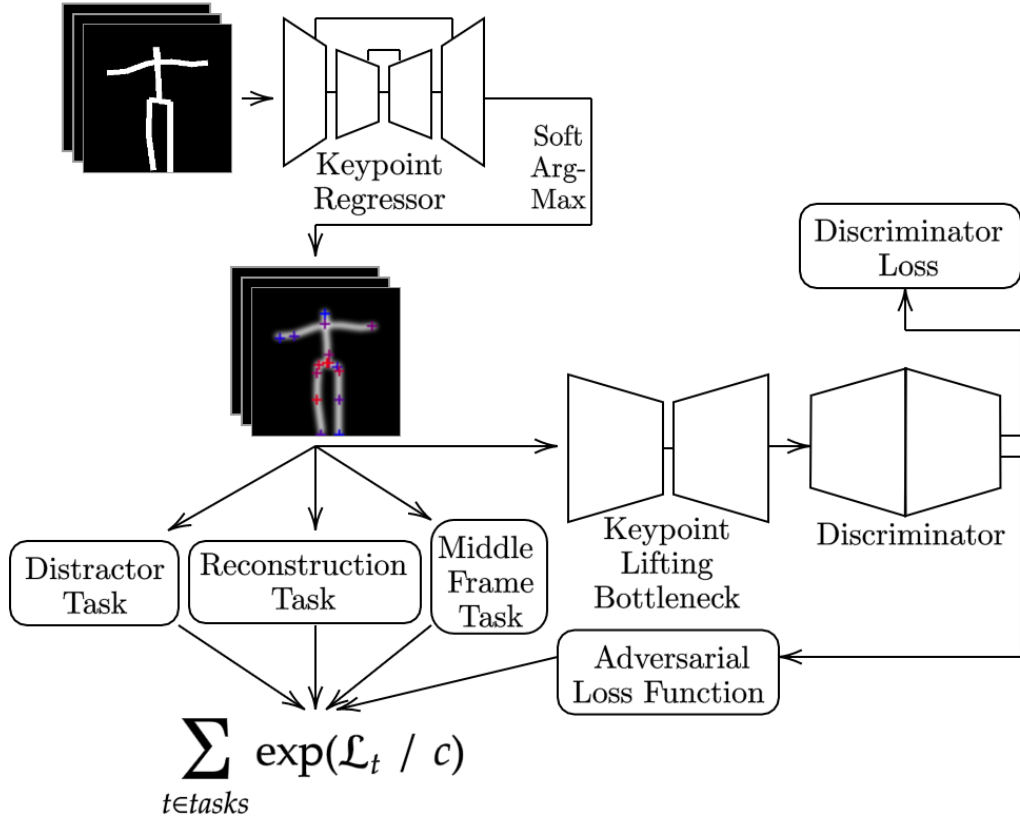 Keypoint
Regressor
Soft
Arg-
Max
Discriminator
Loss
Keypoint
Lifting
Bottleneck
Discriminator
Distractor
Task
Reconstruction
Task
Middle
Frame
Task
Adversarial
Loss Function
∑ exp(ℒₜ / c)
t∈tasks